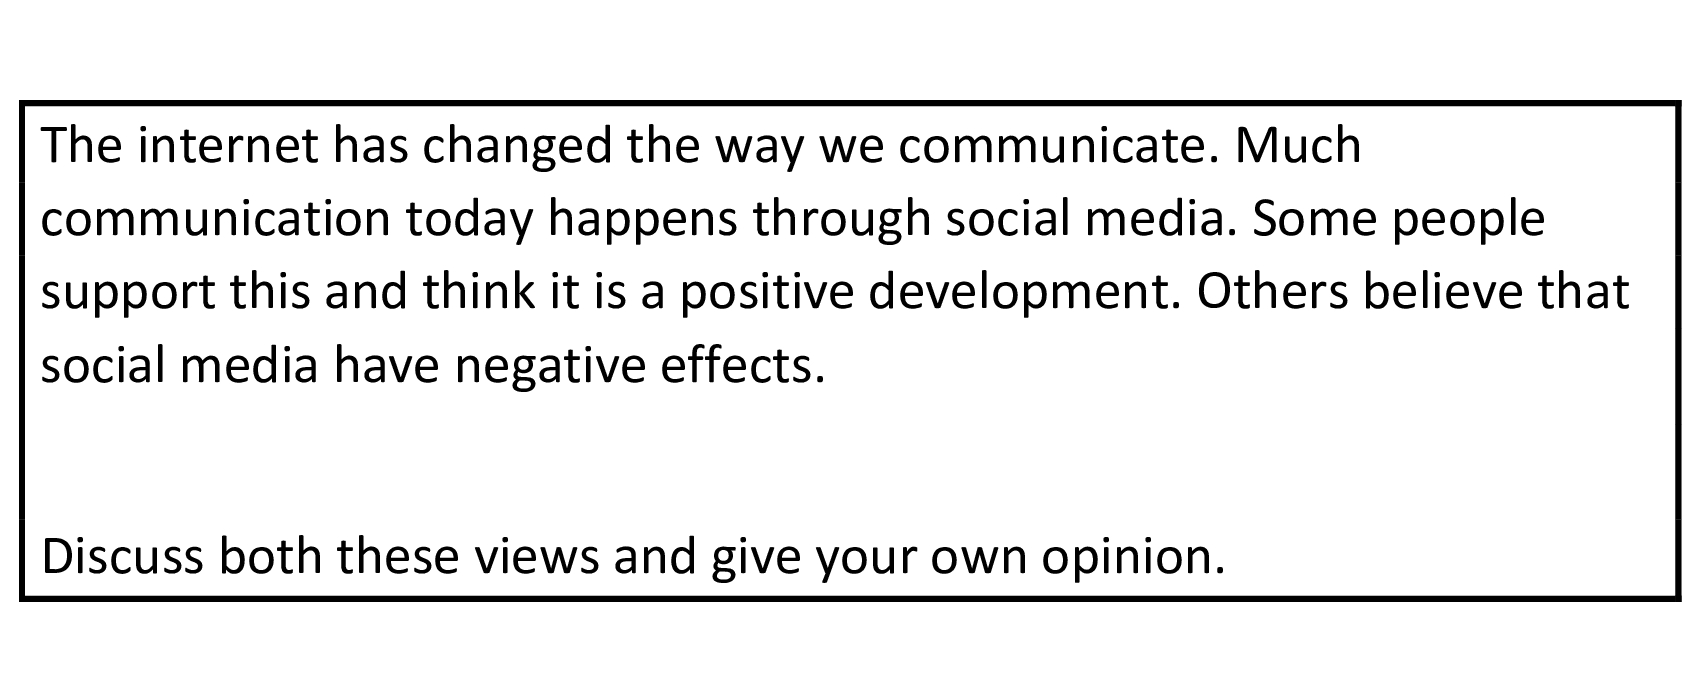 The internet has changed the way we communicate. Much
communication today happens through social media. Some people
support this and think it is a positive development. Others believe that
social media have negative effects.
Discuss both these views and give your own opinion.